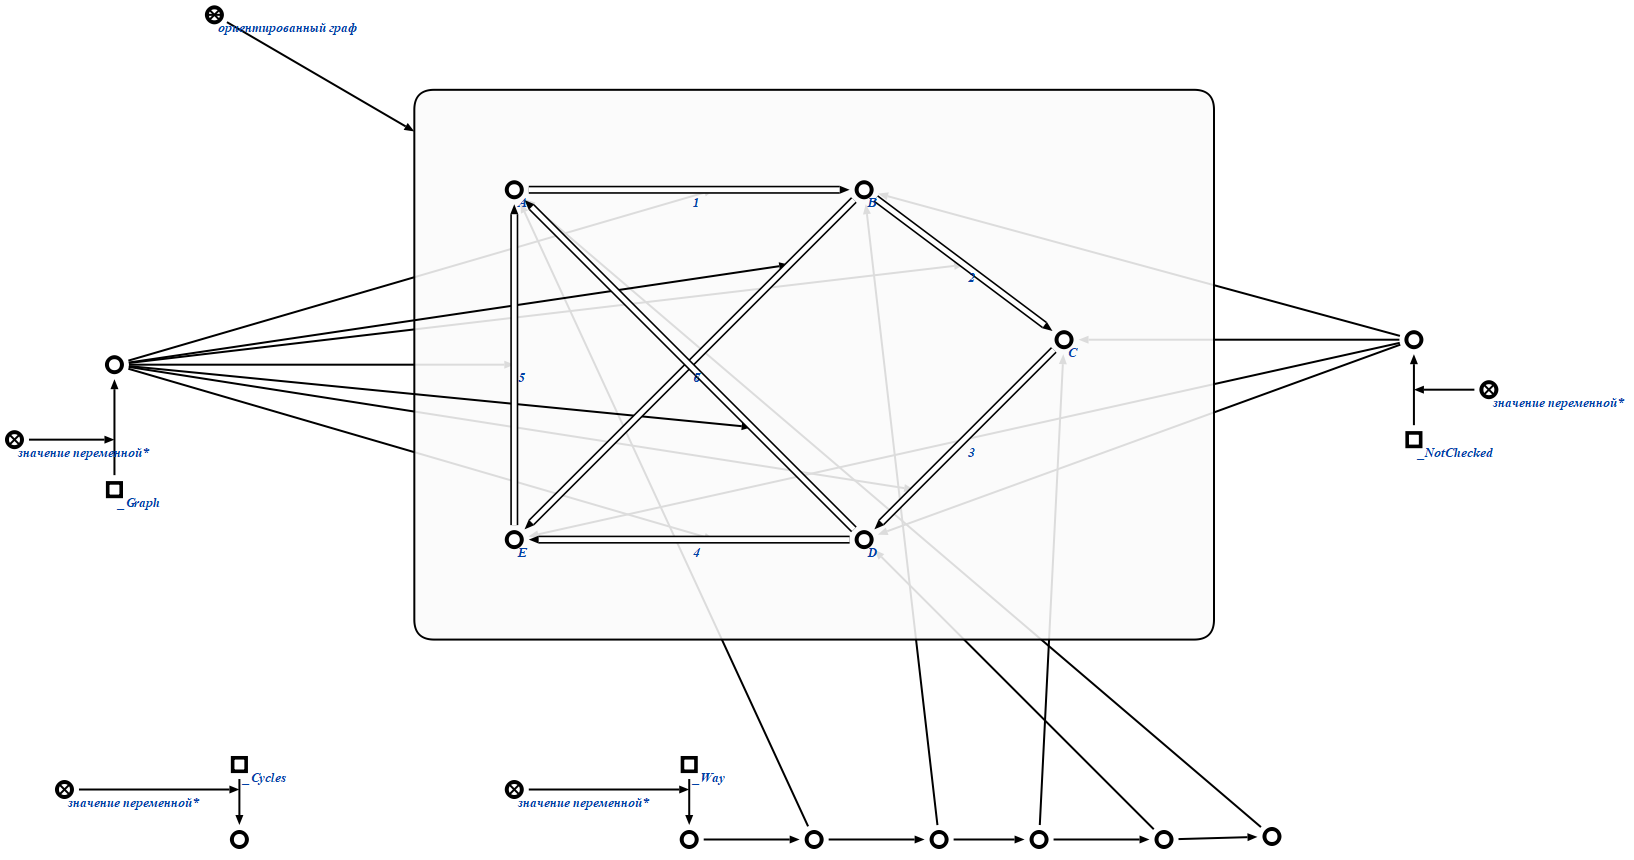 ориентированный граф
A
1
B
2
C
5
6
значение переменной*
значение переменной*
3
_NotChecked
_Graph
E
4
D
_Cycles
_Way
значение переменной*
значение переменной*